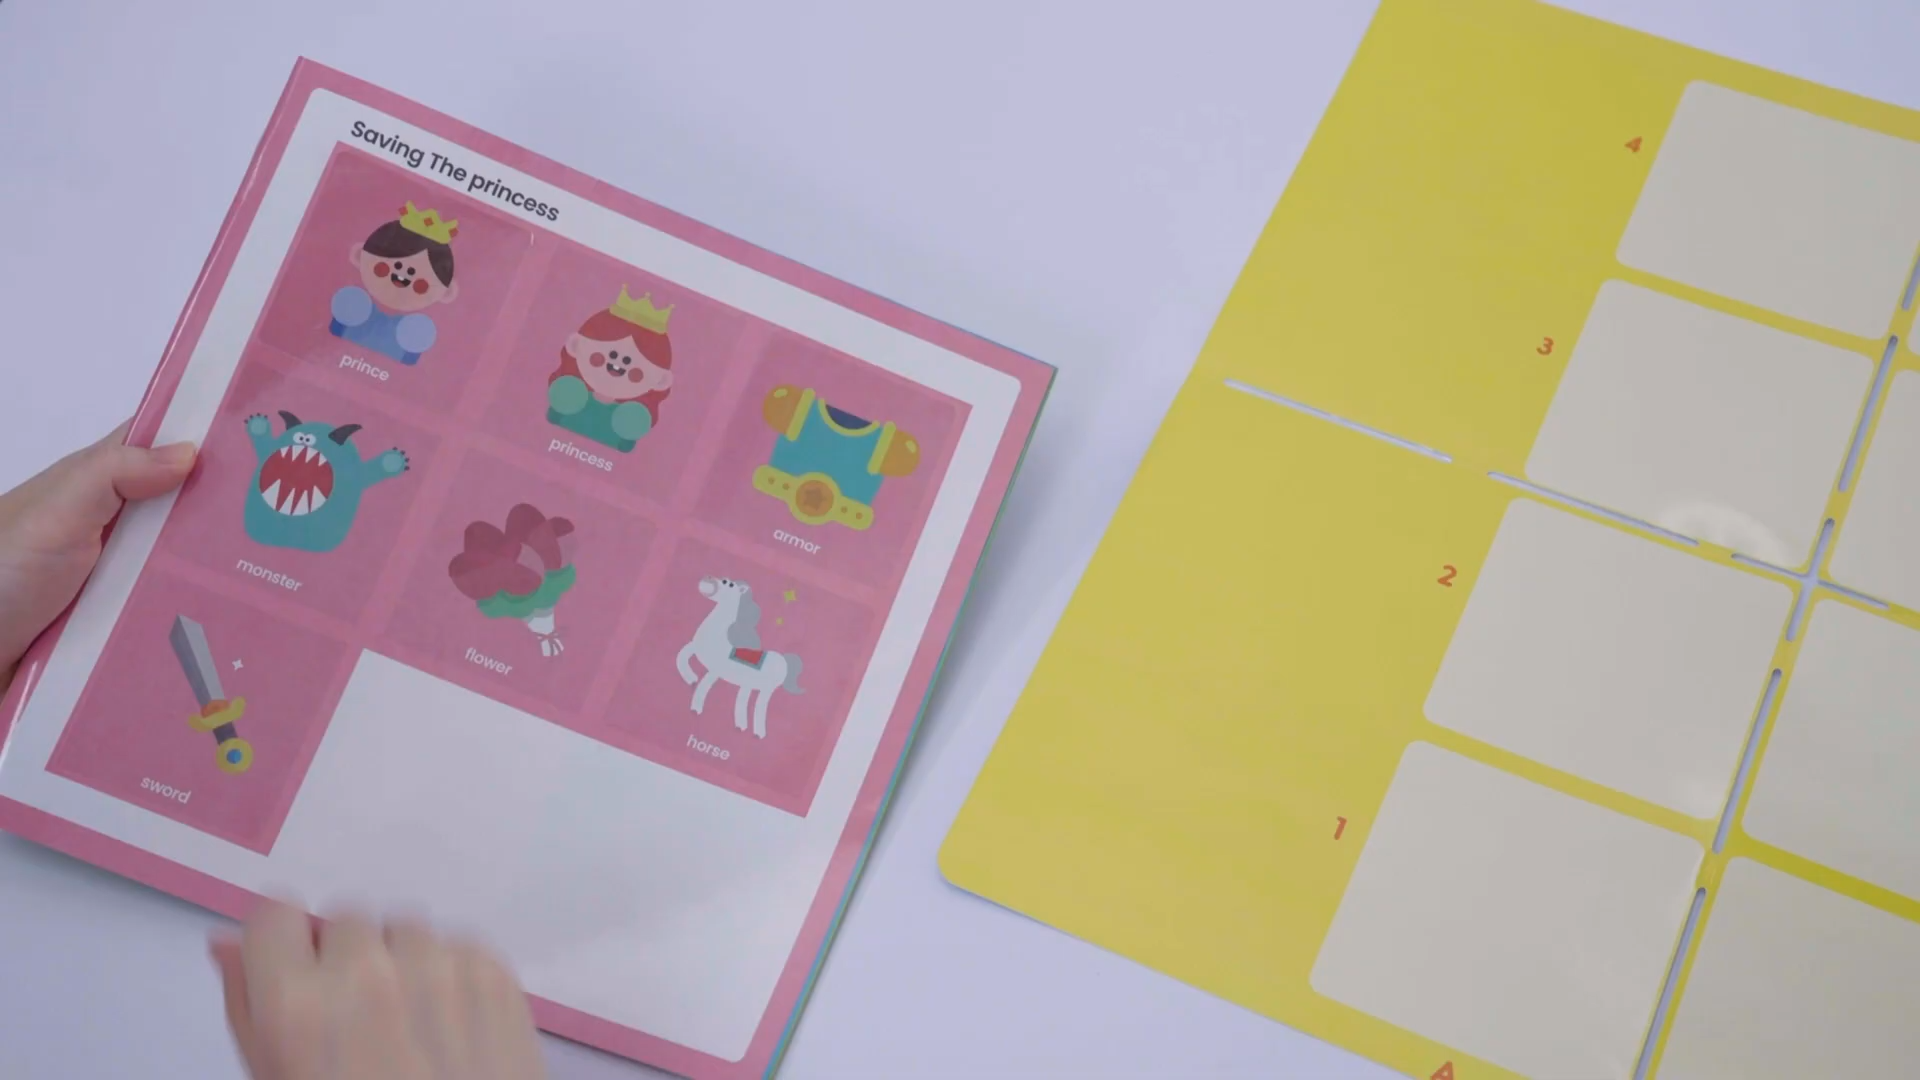 Saving The princess
prince
princess
armor
monster
flower
horse
sword
4
3
2
1
A